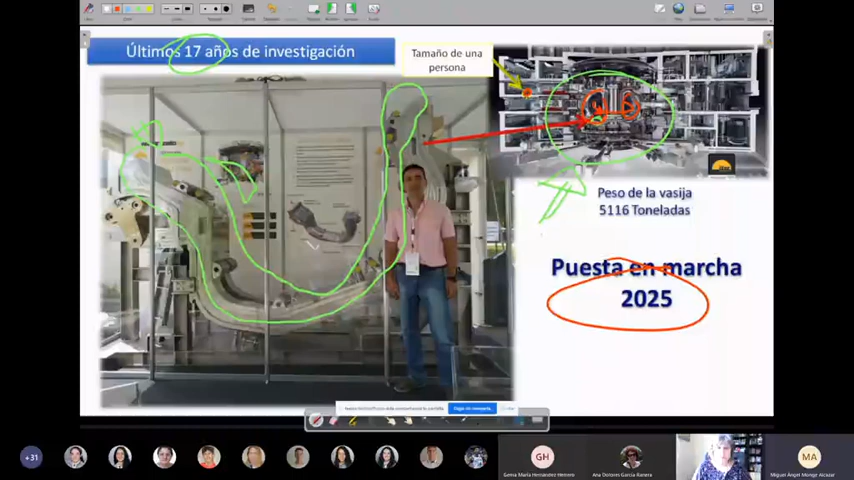 Últimos 17 años de investigación
Tamaño de una
persona
Peso de la vasija
5116 Toneladas
Puesta en marcha
2025
+31
GH
Gema María Hernández Herrero
Ana Dolores García Ranera
MA
Miguel Ángel Monge Alcázar